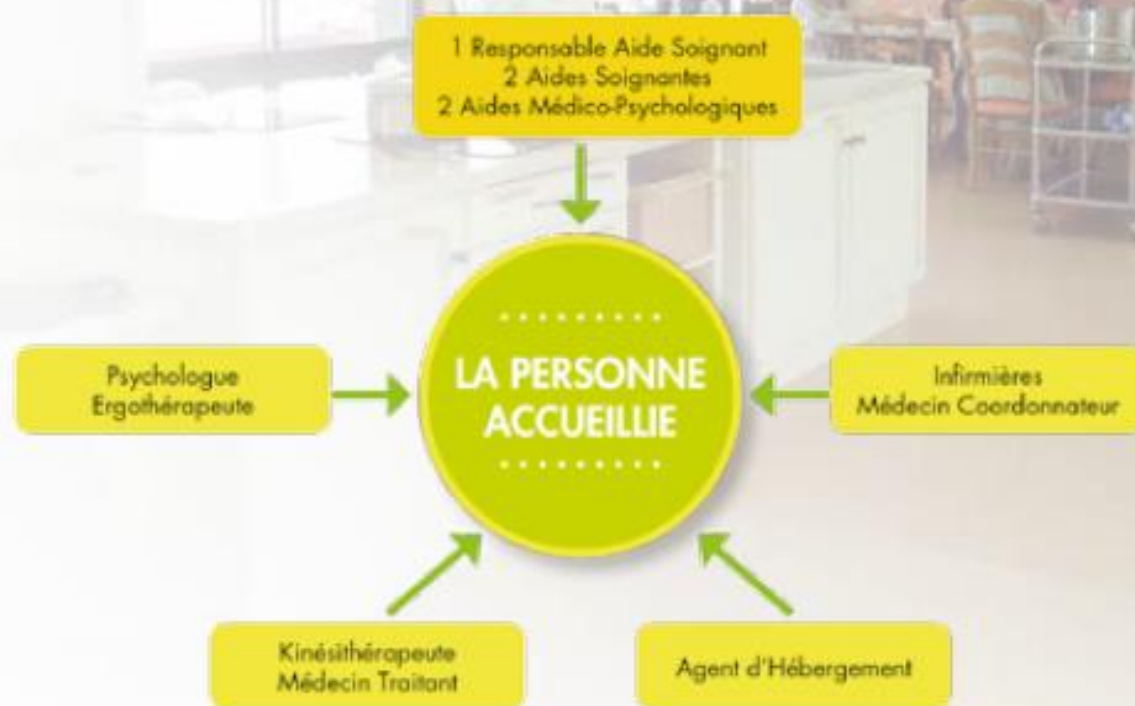 1 Responsable Aide Soignant
2 Aides Soignantes
2 Aides Médico-Psychologiques
Psychologue
Ergothérapeute
LA PERSONNE
ACCUEILLIE
Infirmières
Médecin Coordonnateur
Kinésithérapeute
Médecin Traitant
Agent d'Hébergement